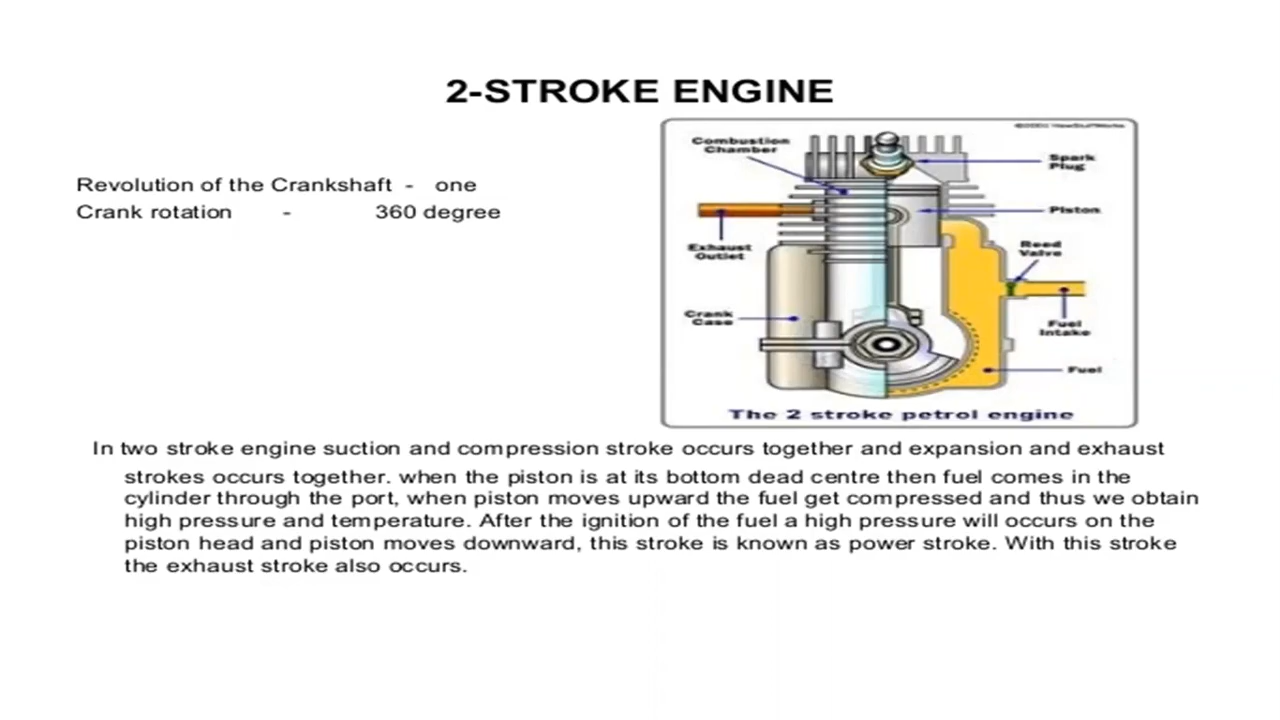 2-STROKE ENGINE
Revolution of the Crankshaft - one
Crank rotation - 360 degree
Combustion
Chamber
Spark
Plug
Piston
Exhaust
Outlet
Reed
Valve
Crank
Case
Fuel
Intake
Fuel
The 2 stroke petrol engine
In two stroke engine suction and compression stroke occurs together and expansion and exhaust
strokes occurs together. when the piston is at its bottom dead centre then fuel comes in the
cylinder through the port, when piston moves upward the fuel get compressed and thus we obtain
high pressure and temperature. After the ignition of the fuel a high pressure will occurs on the
piston head and piston moves downward, this stroke is known as power stroke. With this stroke
the exhaust stroke also occurs.